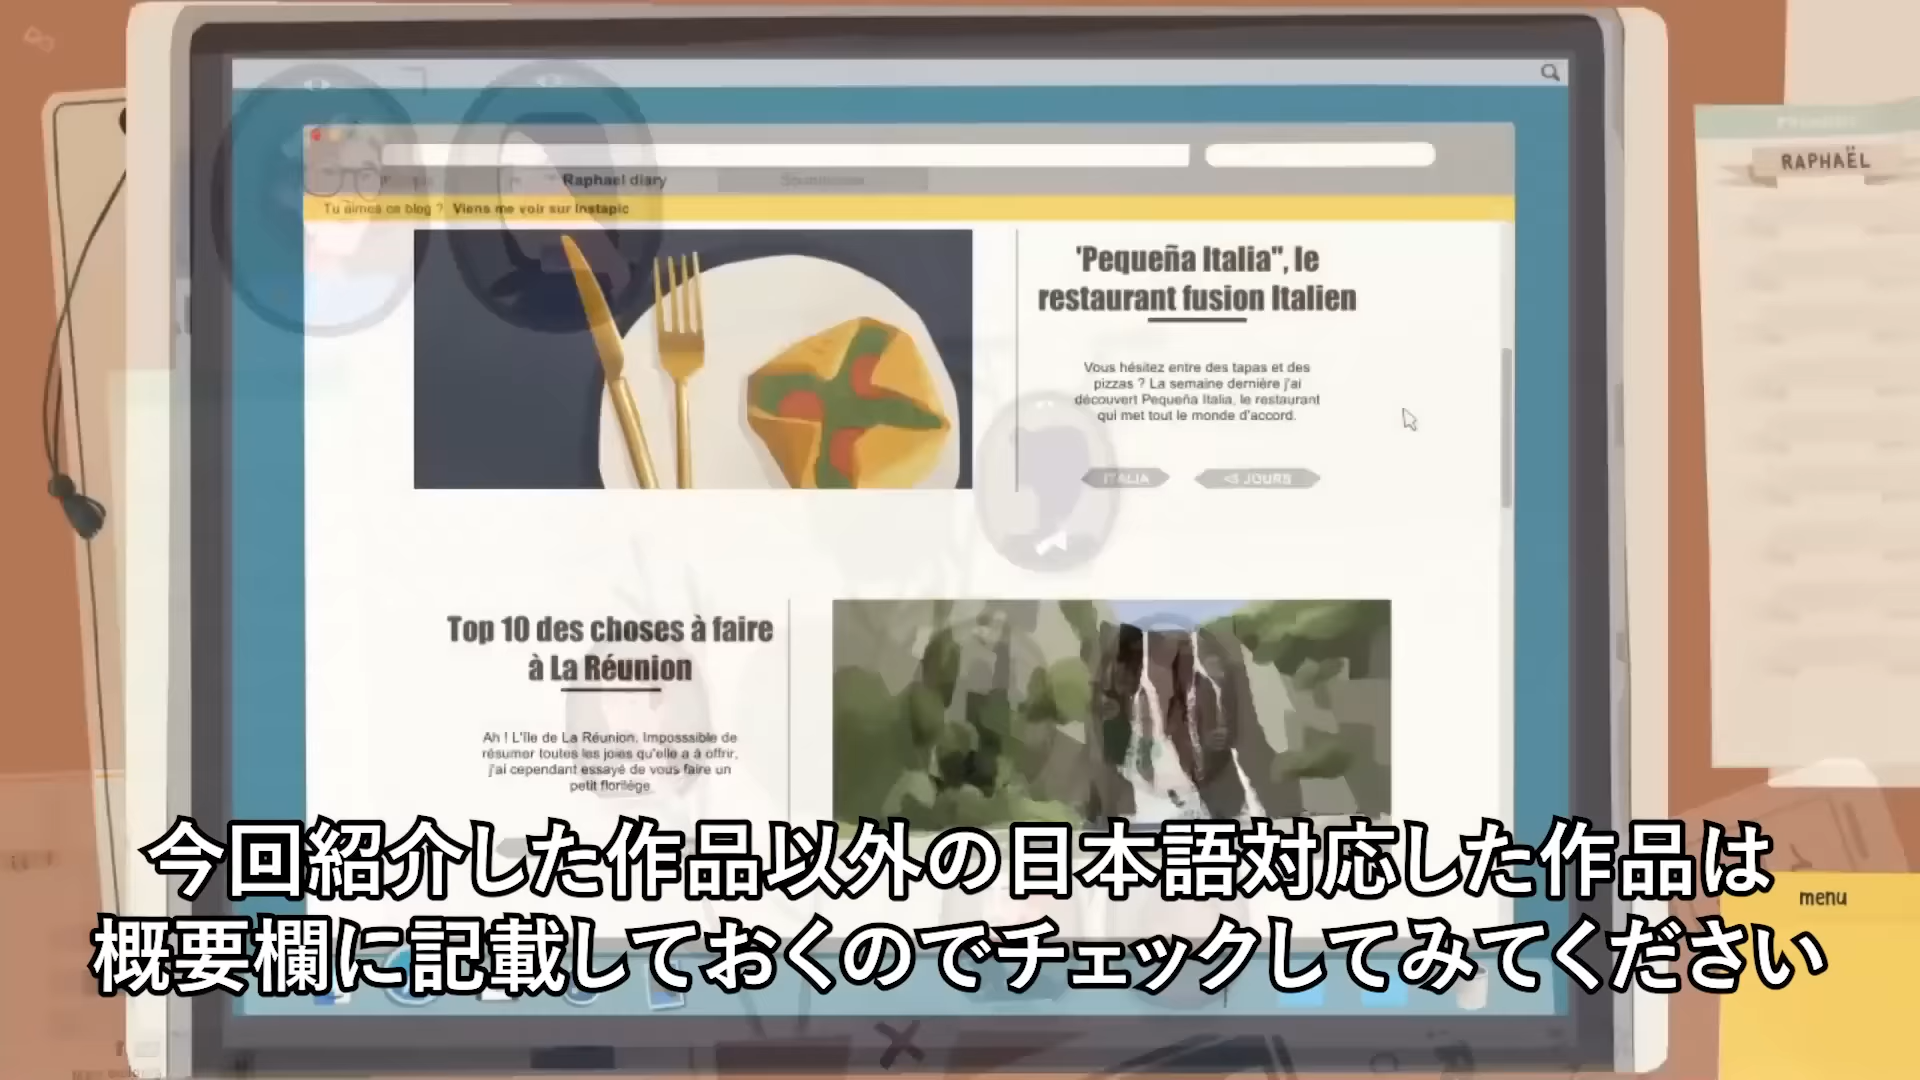 RAPHAËL
Raphael diary
Tu aimes ce blog ? Viens me voir sur Instapic
'Pequeña Italia", le
restaurant fusion Italien
Vous hésitez entre des tapas et des
pizzas ? La semaine dernière j'ai
découvert Pequeña Italia, le restaurant
qui met tout le monde d'accord.
ITALIA
<3 JOURS
Top 10 des choses à faire
à La Réunion
Ah ! L'île de La Réunion. Imposssible de
résumer toutes les joies qu'elle a à offrir,
j'ai cependant essayé de vous faire un
petit florilège.
今回紹介した作品以外の日本語対応した作品は
menu
概要欄に記載しておくのでチェックしてみてください